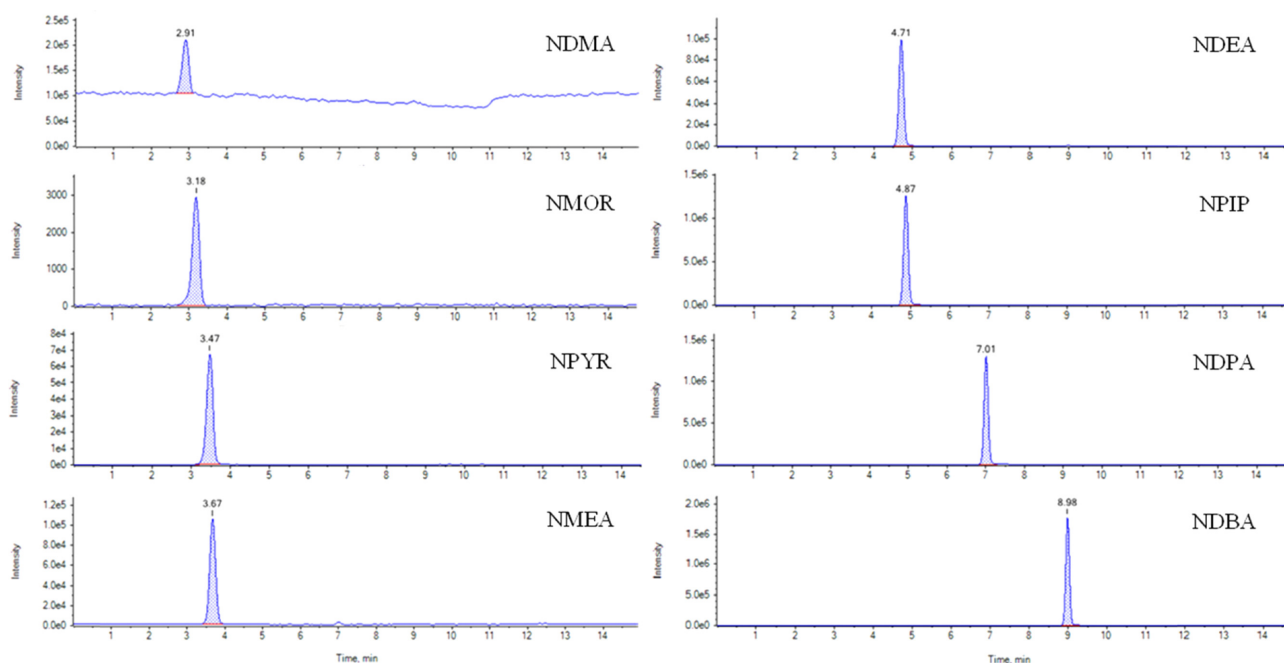 2.5e5
2.91
NDMA
2.0e5
1.5e5
1.0e5
5.0e4
0.0e0
Intensity
1 2 3 4 5 6 7 8 9 10 11 12 13 14
3.18
NMOR
3000
2000
1000
0
Intensity
1 2 3 4 5 6 7 8 9 10 11 12 13 14
8e4
3.47
NPYR
7e4
6e4
5e4
4e4
3e4
2e4
1e4
0e0
Intensity
1 2 3 4 5 6 7 8 9 10 11 12 13 14
1.2e5
3.67
NMEA
1.0e5
8.0e4
6.0e4
4.0e4
2.0e4
0.0e0
Intensity
1 2 3 4 5 6 7 8 9 10 11 12 13 14
Time, min
4.71
NDEA
1.0e5
8.0e4
6.0e4
4.0e4
2.0e4
0.0e0
Intensity
1 2 3 4 5 6 7 8 9 10 11 12 13 14
1.5e6
4.87
NPIP
1.0e6
5.0e5
0.0e0
Intensity
1 2 3 4 5 6 7 8 9 10 11 12 13 14
7.01
NDPA
1.5e6
1.0e6
5.0e5
0.0e0
Intensity
1 2 3 4 5 6 7 8 9 10 11 12 13 14
2.0e6
8.98
NDBA
1.5e6
1.0e6
5.0e5
0.0e0
Intensity
1 2 3 4 5 6 7 8 9 10 11 12 13 14
Time, min